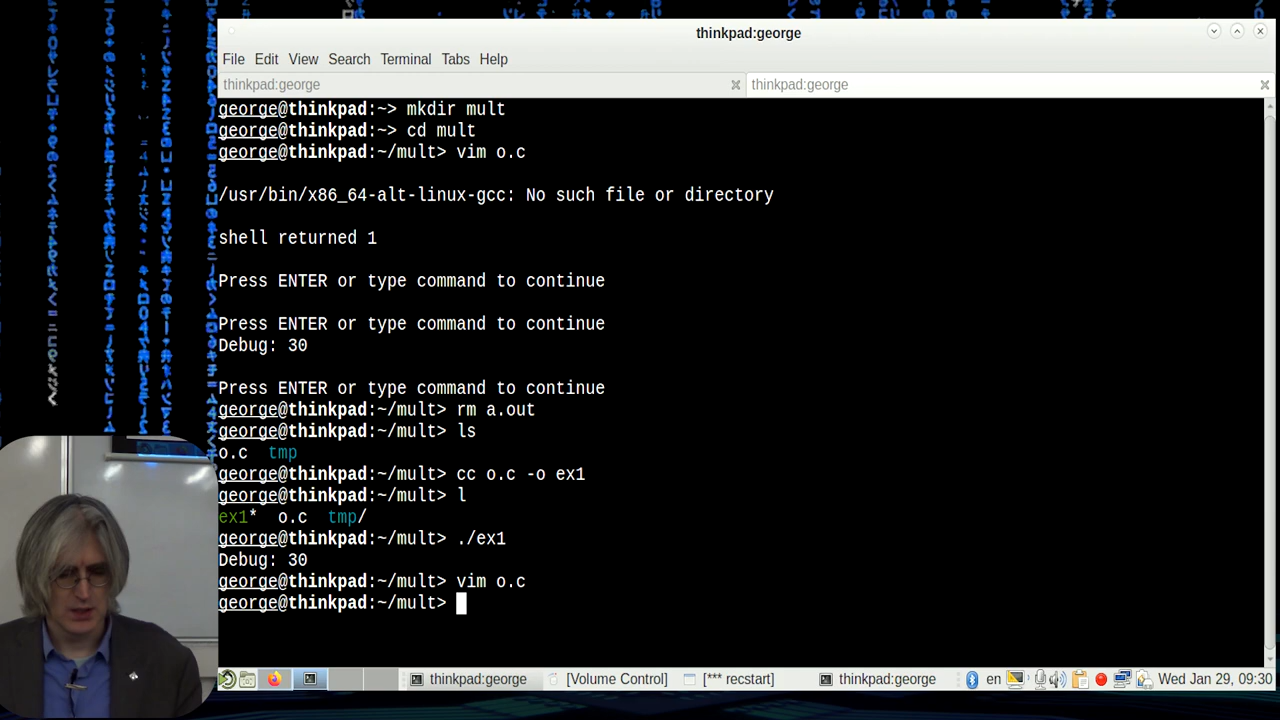 thinkpad:george
File Edit View Search Terminal Tabs Help
thinkpad:george thinkpad:george
george@thinkpad:~> mkdir mult
george@thinkpad:~> cd mult
george@thinkpad:~/mult> vim o.c
/usr/bin/x86_64-alt-linux-gcc: No such file or directory
shell returned 1
Press ENTER or type command to continue
Press ENTER or type command to continue
Debug: 30
Press ENTER or type command to continue
george@thinkpad:~/mult> rm a.out
george@thinkpad:~/mult> ls
o.c tmp
george@thinkpad:~/mult> cc o.c -o ex1
george@thinkpad:~/mult> l
ex1* o.c tmp/
george@thinkpad:~/mult> ./ex1
Debug: 30
george@thinkpad:~/mult> vim o.c
george@thinkpad:~/mult>
thinkpad:george [Volume Control] [*** recstart] thinkpad:george en Wed Jan 29, 09:30